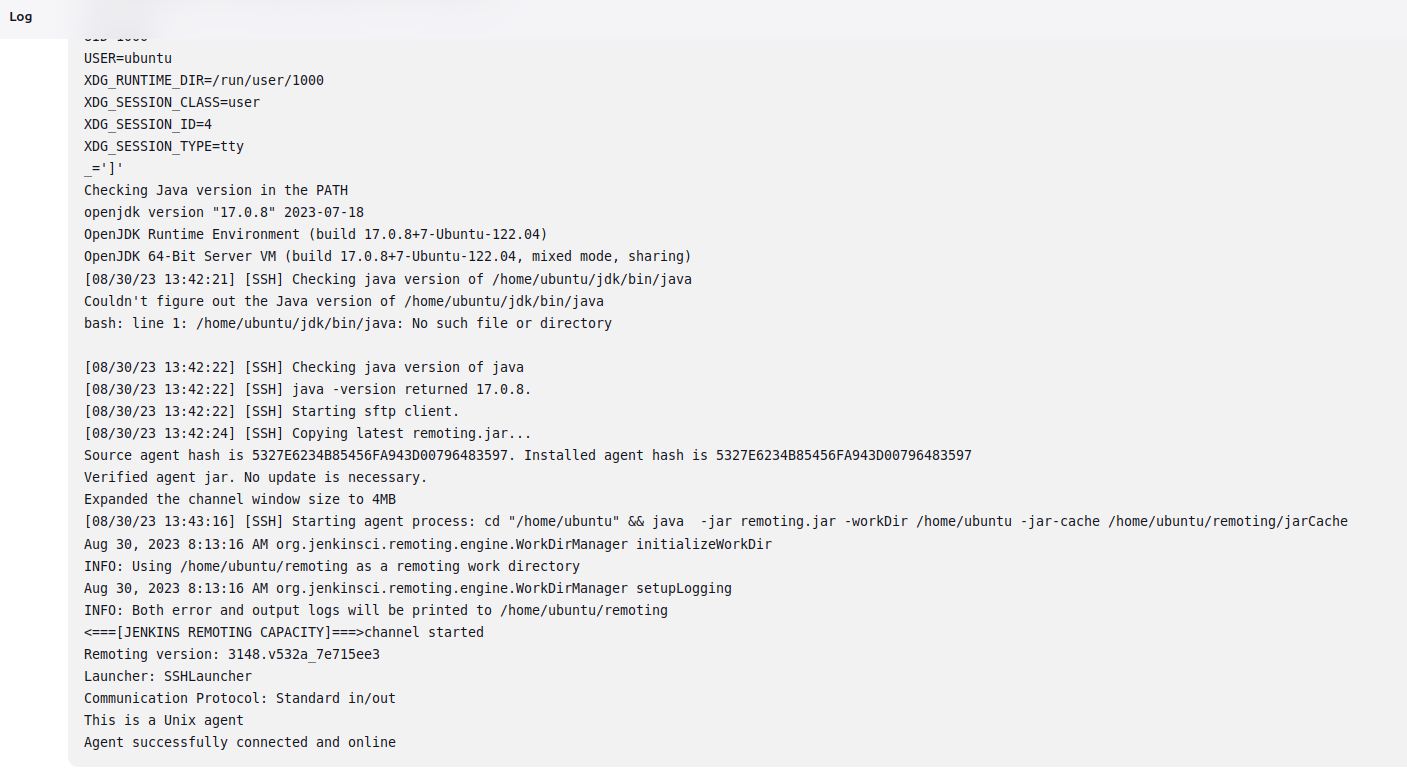 Log
USER=ubuntu
XDG_RUNTIME_DIR=/run/user/1000
XDG_SESSION_CLASS=user
XDG_SESSION_ID=4
XDG_SESSION_TYPE=tty
_=']'
Checking Java version in the PATH
openjdk version "17.0.8" 2023-07-18
OpenJDK Runtime Environment (build 17.0.8+7-Ubuntu-122.04)
OpenJDK 64-Bit Server VM (build 17.0.8+7-Ubuntu-122.04, mixed mode, sharing)
[08/30/23 13:42:21] [SSH] Checking java version of /home/ubuntu/jdk/bin/java
Couldn't figure out the Java version of /home/ubuntu/jdk/bin/java
bash: line 1: /home/ubuntu/jdk/bin/java: No such file or directory
[08/30/23 13:42:22] [SSH] Checking java version of java
[08/30/23 13:42:22] [SSH] java -version returned 17.0.8.
[08/30/23 13:42:22] [SSH] Starting sftp client.
[08/30/23 13:42:24] [SSH] Copying latest remoting.jar...
Source agent hash is 5327E6234B85456FA943D00796483597. Installed agent hash is 5327E6234B85456FA943D00796483597
Verified agent jar. No update is necessary.
Expanded the channel window size to 4MB
[08/30/23 13:43:16] [SSH] Starting agent process: cd "/home/ubuntu" && java  -jar remoting.jar -workDir /home/ubuntu -jar-cache /home/ubuntu/remoting/jarCache
Aug 30, 2023 8:13:16 AM org.jenkinsci.remoting.engine.WorkDirManager initializeWorkDir
INFO: Using /home/ubuntu/remoting as a remoting work directory
Aug 30, 2023 8:13:16 AM org.jenkinsci.remoting.engine.WorkDirManager setupLogging
INFO: Both error and output logs will be printed to /home/ubuntu/remoting
<===[JENKINS REMOTING CAPACITY]===>channel started
Remoting version: 3148.v532a_7e715ee3
Launcher: SSHLauncher
Communication Protocol: Standard in/out
This is a Unix agent
Agent successfully connected and online